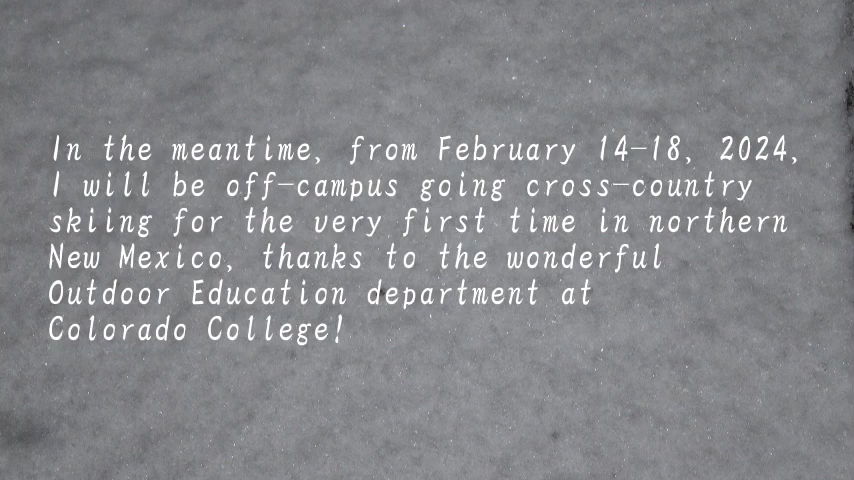 In the meantime, from February 14-18, 2024,
I will be off-campus going cross-country
skiing for the very first time in northern
New Mexico, thanks to the wonderful
Outdoor Education department at
Colorado College!